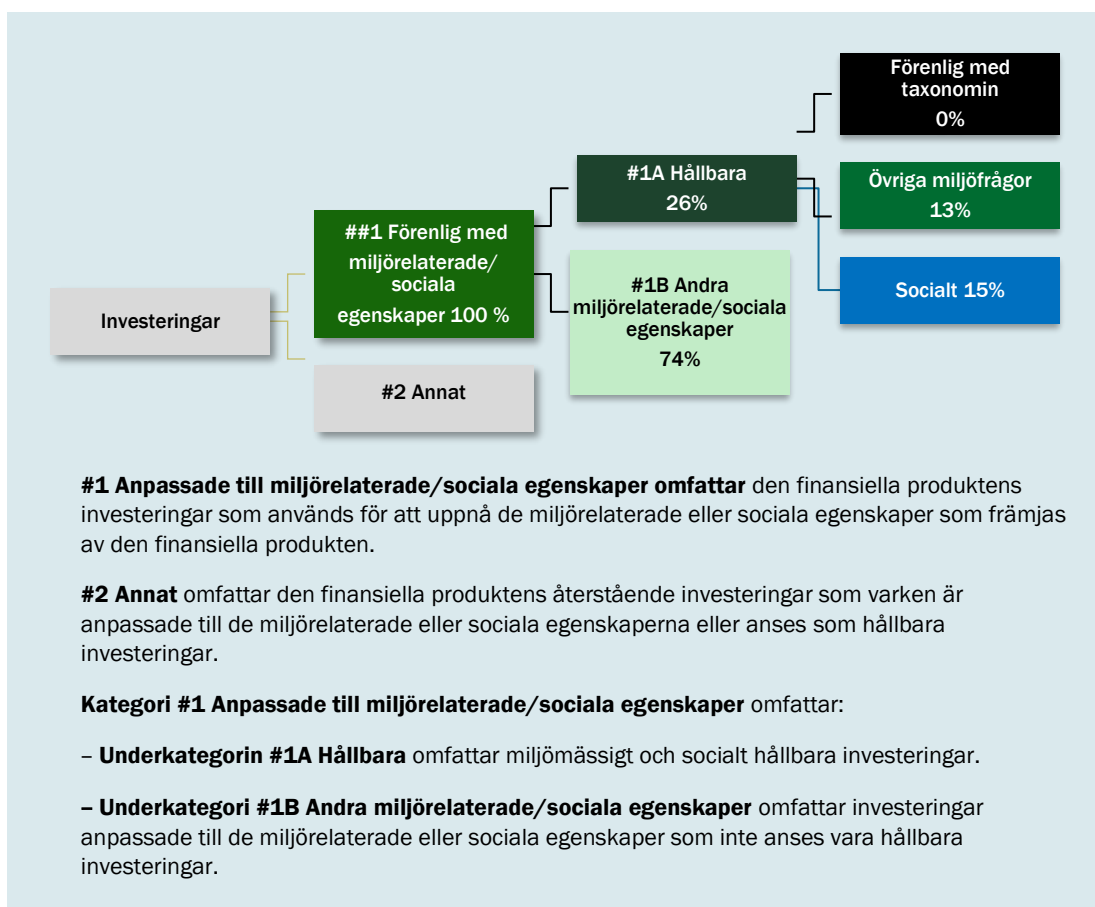 Förenlig med
taxonomin
0%
#1A Hållbara
26%
Övriga miljöfrågor
13%
##1 Förenlig med
miljörelaterade/
sociala
egenskaper 100 %
#1B Andra
miljörelaterade/sociala
egenskaper
74%
Socialt 15%
Investeringar
#2 Annat
#1 Anpassade till miljörelaterade/sociala egenskaper omfattar den finansiella produktens
investeringar som används för att uppnå de miljörelaterade eller sociala egenskaper som främjas
av den finansiella produkten.
#2 Annat omfattar den finansiella produktens återstående investeringar som varken är
anpassade till de miljörelaterade eller sociala egenskaperna eller anses som hållbara
investeringar.
Kategori #1 Anpassade till miljörelaterade/sociala egenskaper omfattar:
– Underkategorin #1A Hållbara omfattar miljömässigt och socialt hållbara investeringar.
– Underkategori #1B Andra miljörelaterade/sociala egenskaper omfattar investeringar
anpassade till de miljörelaterade eller sociala egenskaper som inte anses vara hållbara
investeringar.